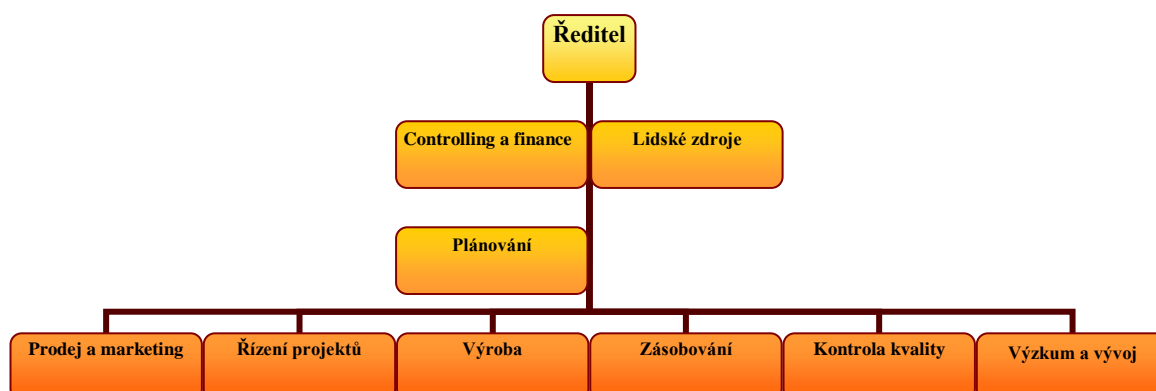 Ředitel
Controlling a finance
Lidské zdroje
Plánování
Prodej a marketing
Řízení projektů
Výroba
Zásobování
Kontrola kvality
Výzkum a vývoj